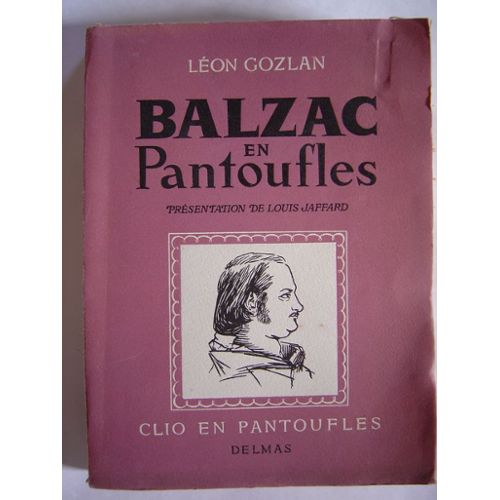 LÉON GOZLAN
BALZAC
EN
Pantoufles
PRÉSENTATION DE LOUIS JAFFARD
CLIO EN PANTOUFLES
DELMAS